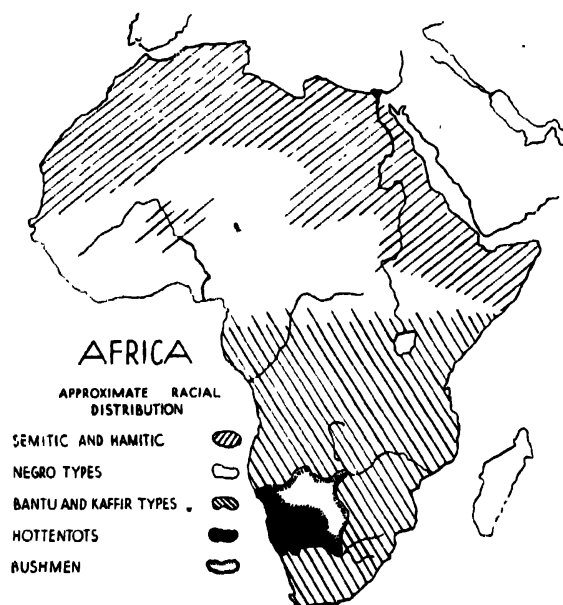 AFRICA
APPROXIMATE RACIAL
DISTRIBUTION
SEMITIC AND HAMITIC
NEGRO TYPES
BANTU AND KAFFIR TYPES
HOTTENTOTS
BUSHMEN